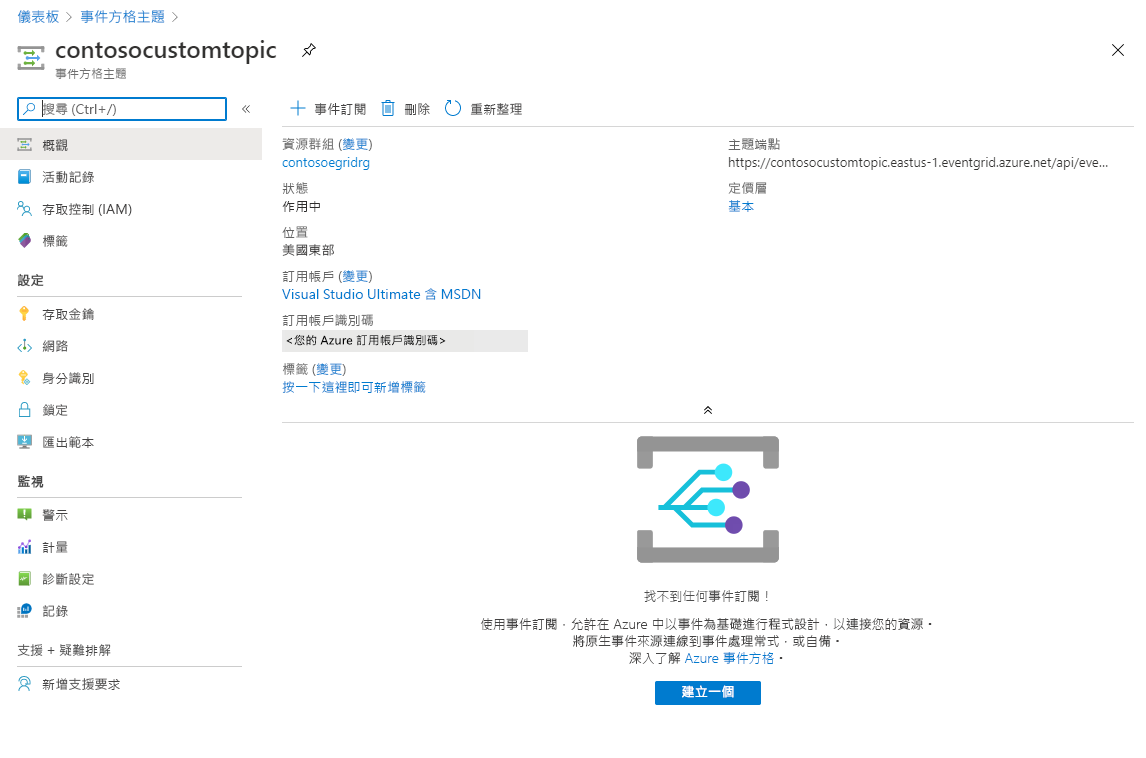 儀表板 > 事件方格主題 >
contosocustomtopic
事件方格主題
搜尋 (Ctrl+/)
«
概觀
活動記錄
存取控制 (IAM)
標籤
設定
存取金鑰
網路
身分識別
鎖定
匯出範本
監視
警示
計量
診斷設定
記錄
支援 + 疑難排解
新增支援要求
事件訂閱 刪除 重新整理
資源群組 (變更)
contosoegridrg
狀態
作用中
位置
美國東部
訂用帳戶 (變更)
Visual Studio Ultimate 含 MSDN
訂用帳戶識別碼
<您的 Azure 訂用帳戶識別碼>
標籤 (變更)
按一下這裡即可新增標籤
主題端點
https://contosocustomtopic.eastus-1.eventgrid.azure.net/api/eve...
定價層
基本
找不到任何事件訂閱！
使用事件訂閱，允許在 Azure 中以事件為基礎進行程式設計，以連接您的資源。
將原生事件來源連線到事件處理常式，或自備。
深入了解 Azure 事件方格。
建立一個